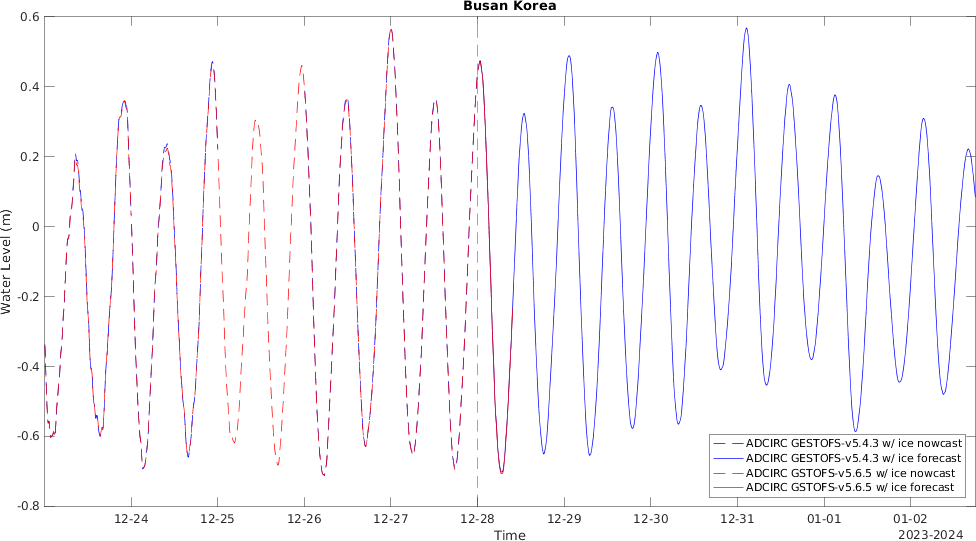 Busan Korea
0.6
0.4
0.2
0
-0.2
-0.4
-0.6
-0.8
Water Level (m)
12-24
12-25
12-26
12-27
12-28
12-29
12-30
12-31
01-01
01-02
Time
2023-2024
ADCIRC GESTOFS-v5.4.3 w/ ice nowcast
ADCIRC GESTOFS-v5.4.3 w/ ice forecast
ADCIRC GSTOFS-v5.6.5 w/ ice nowcast
ADCIRC GSTOFS-v5.6.5 w/ ice forecast